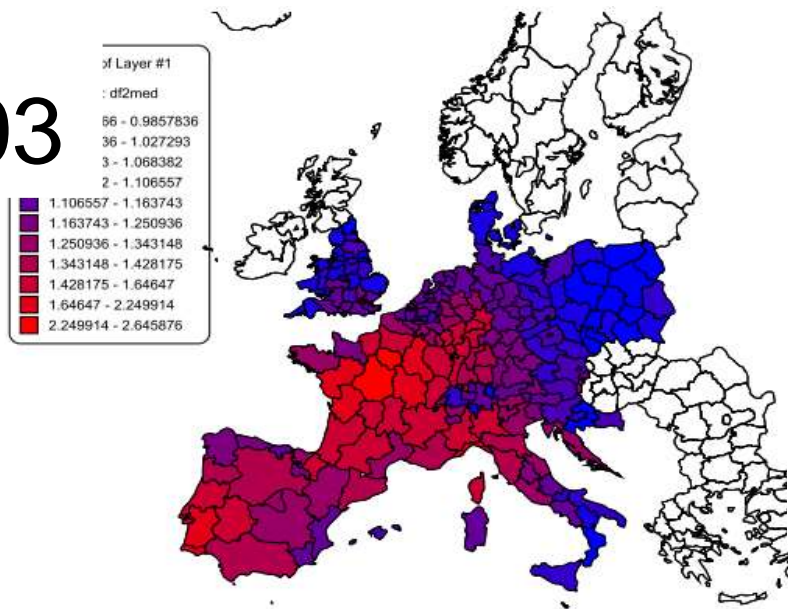 of Layer #1
: df2med
03
66 - 0.9857836
36 - 1.027293
3 - 1.068382
2 - 1.106557
1.106557 - 1.163743
1.163743 - 1.250936
1.250936 - 1.343148
1.343148 - 1.428175
1.428175 - 1.64647
1.64647 - 2.249914
2.249914 - 2.645876